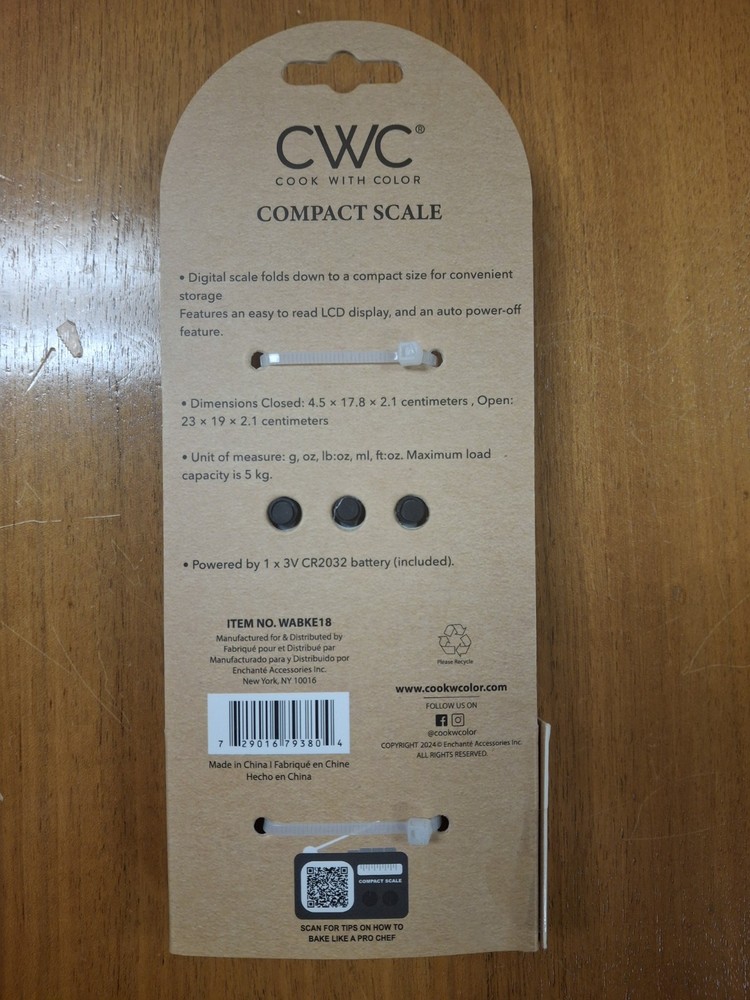 CWC®
COOK WITH COLOR
COMPACT SCALE
• Digital scale folds down to a compact size for convenient
storage
Features an easy to read LCD display, and an auto power-off
feature.
• Dimensions Closed: 4.5 × 17.8 × 2.1 centimeters , Open:
23 × 19 × 2.1 centimeters
• Unit of measure: g, oz, lb:oz, ml, ft:oz. Maximum load
capacity is 5 kg.
• Powered by 1 x 3V CR2032 battery (included).
ITEM NO. WABKE18
Manufactured for & Distributed by
Fabriqué pour et Distribué par
Manufacturado para y Distribuido por
Enchanté Accessories Inc.
New York, NY 10016
7 29016 79380 4
Made in China I Fabriqué en Chine
Hecho en China
Please Recycle
www.cookwcolor.com
FOLLOW US ON
@cookwcolor
COPYRIGHT 2024© Enchanté Accessories Inc.
ALL RIGHTS RESERVED.
COMPACT SCALE
SCAN FOR TIPS ON HOW TO
BAKE LIKE A PRO CHEF